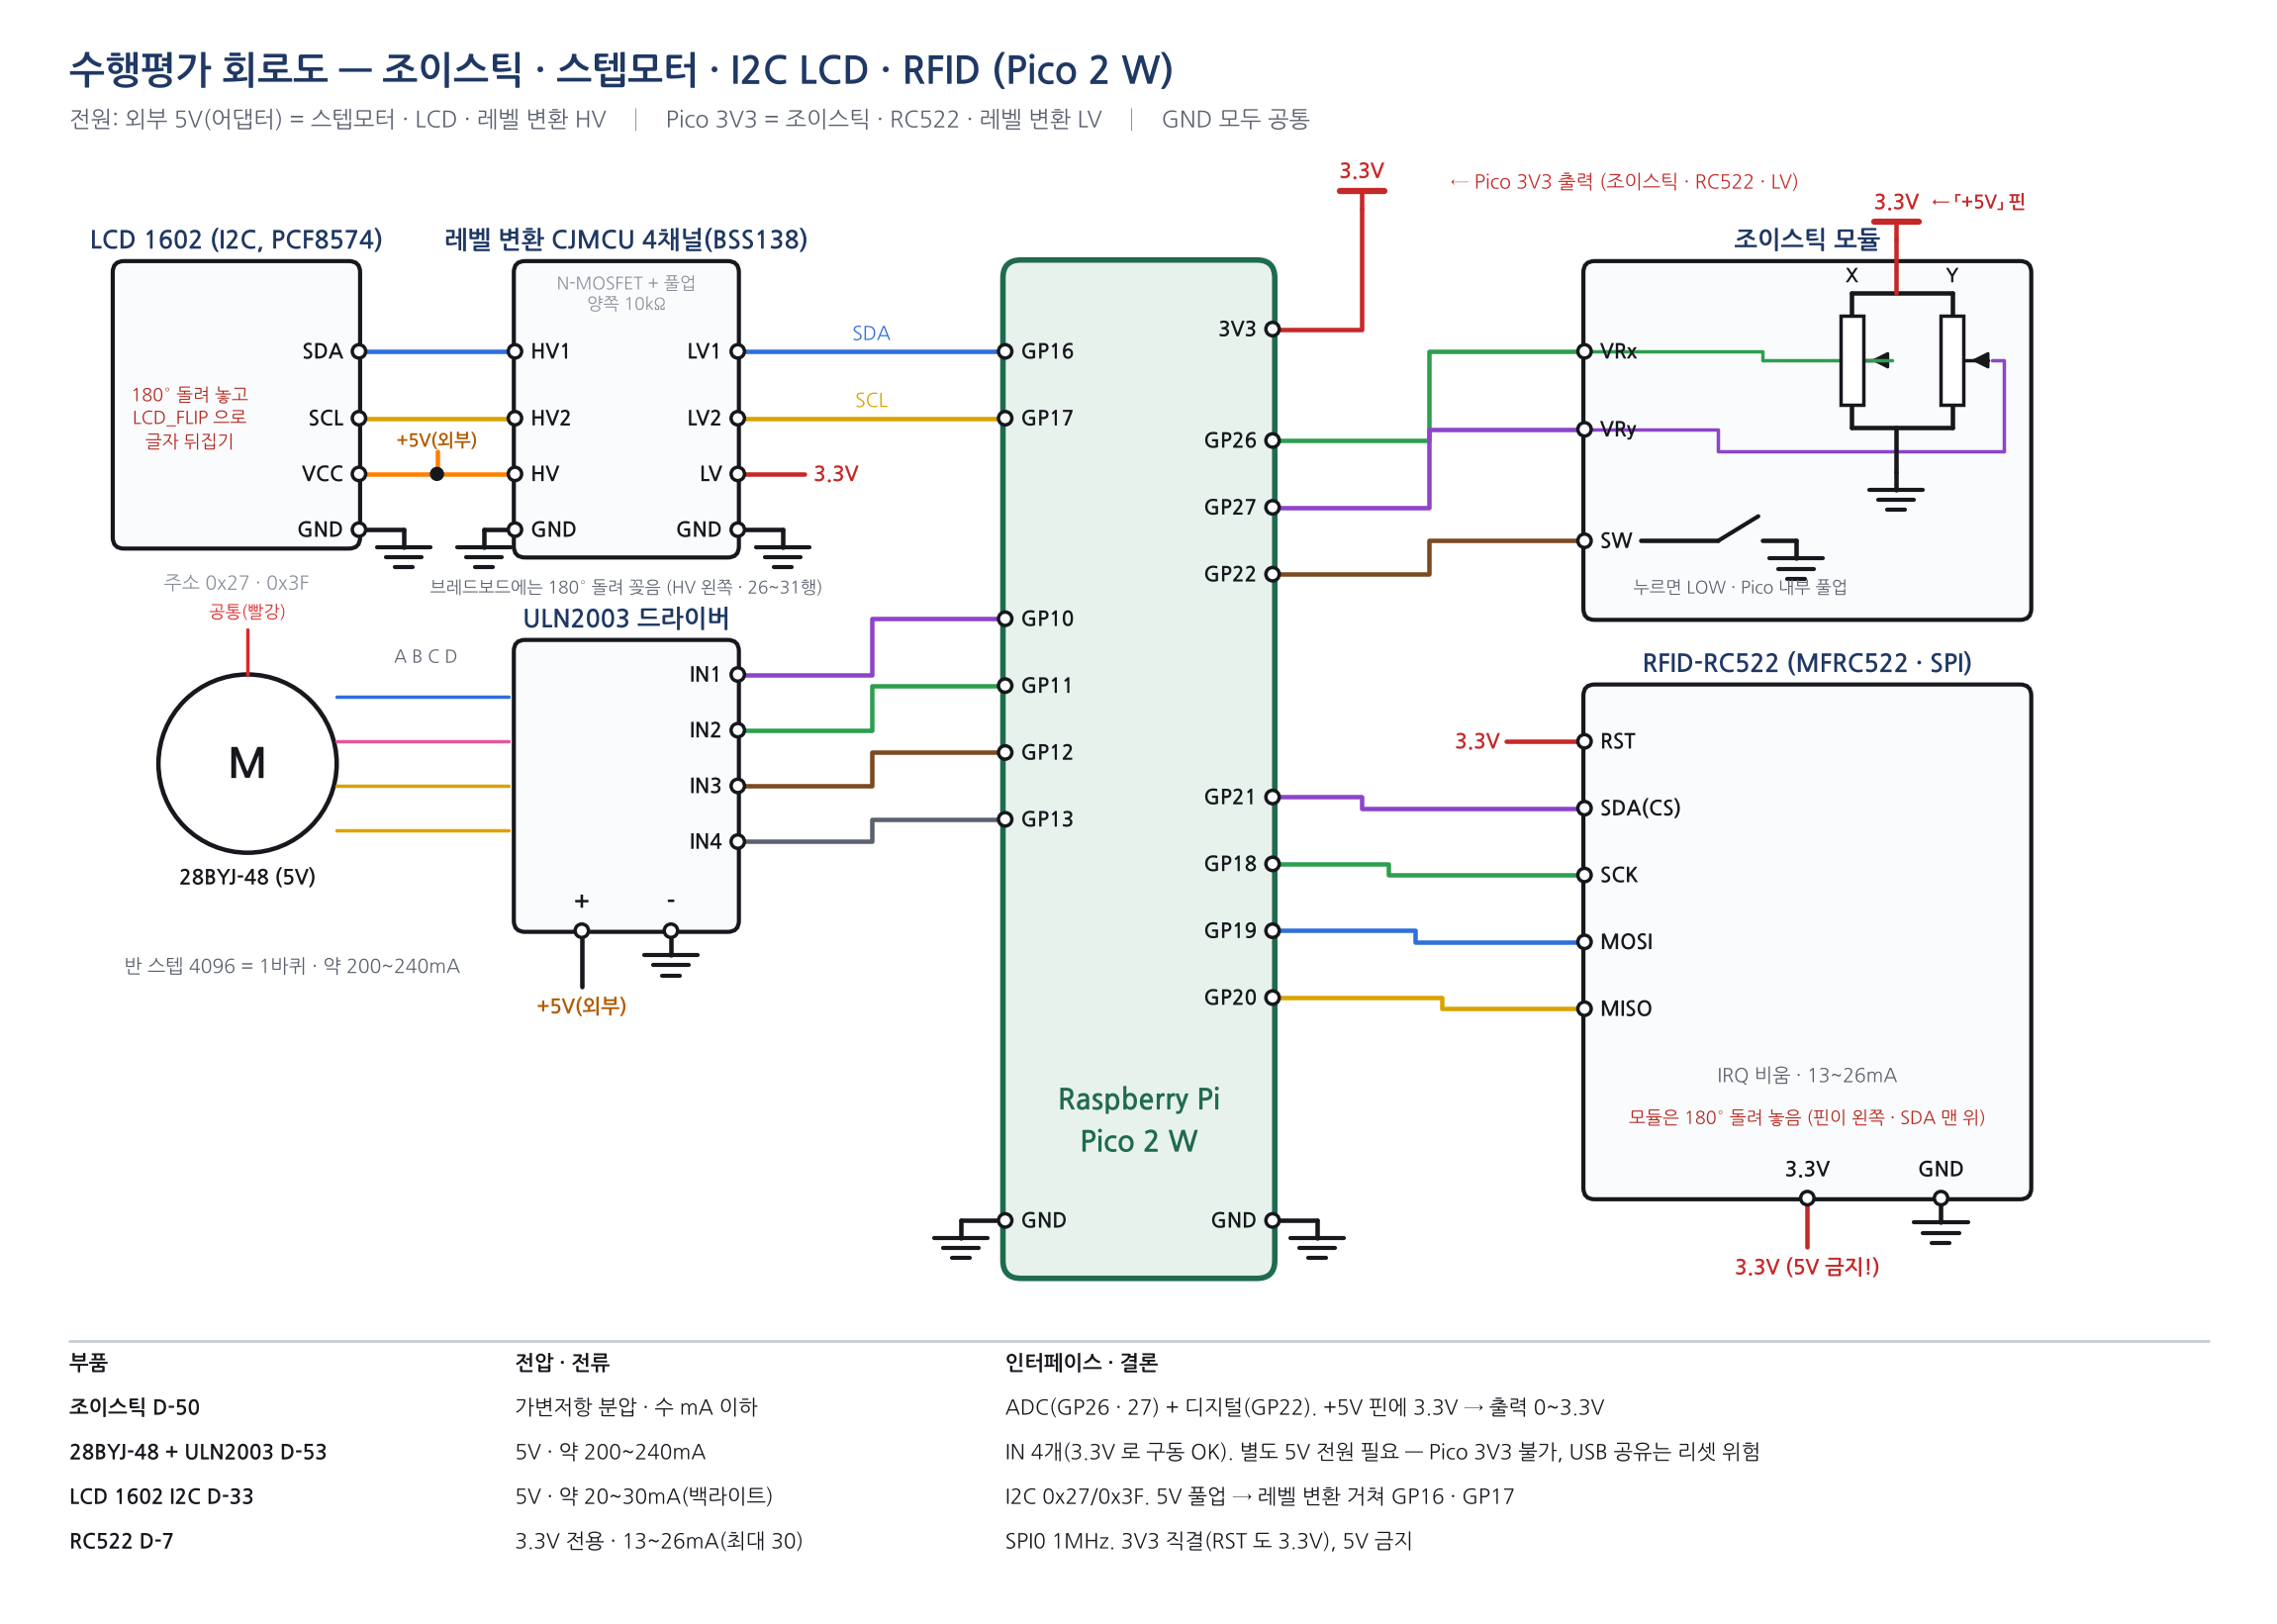 수행평가 회로도 — 조이스틱 · 스텝모터 · I2C LCD · RFID (Pico 2 W)
전원: 외부 5V(어댑터) = 스텝모터 · LCD · 레벨 변환 HV | Pico 3V3 = 조이스틱 · RC522 · 레벨 변환 LV | GND 모두 공통
3.3V
← Pico 3V3 출력 (조이스틱 · RC522 · LV)
3.3V ←「+5V」핀
LCD 1602 (I2C, PCF8574)
SDA
180° 돌려 놓고
LCD_FLIP 으로
글자 뒤집기
SCL
VCC
GND
주소 0x27 · 0x3F
+5V(외부)
레벨 변환 CJMCU 4채널(BSS138)
N-MOSFET + 풀업
양쪽 10kΩ
HV1
LV1
HV2
LV2
HV
LV
GND
GND
브레드보드에는 180° 돌려 꽂음 (HV 왼쪽 · 26~31행)
SDA
SCL
3.3V
공통(빨강)
A B C D
M
28BYJ-48 (5V)
반 스텝 4096 = 1바퀴 · 약 200~240mA
ULN2003 드라이버
IN1
IN2
IN3
IN4
+
-
+5V(외부)
GP16
GP17
GP10
GP11
GP12
GP13
3V3
GP26
GP27
GP22
GP21
GP18
GP19
GP20
Raspberry Pi
Pico 2 W
GND
GND
조이스틱 모듈
X
Y
VRx
VRy
SW
누르면 LOW · Pico 내부 풀업
RFID-RC522 (MFRC522 · SPI)
3.3V
RST
SDA(CS)
SCK
MOSI
MISO
IRQ 비움 · 13~26mA
모듈은 180° 돌려 놓음 (핀이 왼쪽 · SDA 맨 위)
3.3V
GND
3.3V (5V 금지!)
부품
전압 · 전류
인터페이스 · 결론
조이스틱 D-50
가변저항 분압 · 수 mA 이하
ADC(GP26 · 27) + 디지털(GP22). +5V 핀에 3.3V → 출력 0~3.3V
28BYJ-48 + ULN2003 D-53
5V · 약 200~240mA
IN 4개(3.3V 로 구동 OK). 별도 5V 전원 필요 — Pico 3V3 불가, USB 공유는 리셋 위험
LCD 1602 I2C D-33
5V · 약 20~30mA(백라이트)
I2C 0x27/0x3F. 5V 풀업 → 레벨 변환 거쳐 GP16 · GP17
RC522 D-7
3.3V 전용 · 13~26mA(최대 30)
SPI0 1MHz. 3V3 직결(RST 도 3.3V), 5V 금지